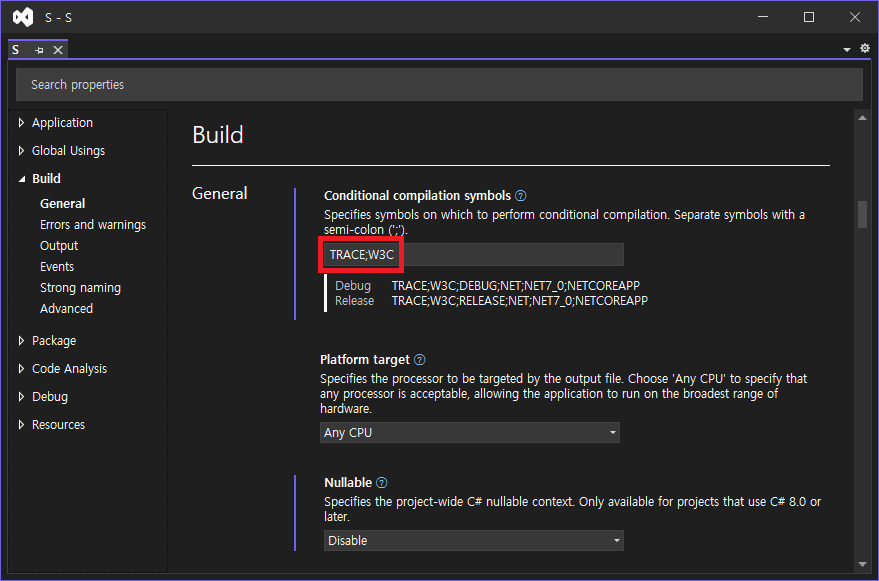 S - S
S
Search properties
Application
Global Usings
Build
General
Errors and warnings
Output
Events
Strong naming
Advanced
Package
Code Analysis
Debug
Resources
Build
General
Conditional compilation symbols
Specifies symbols on which to perform conditional compilation. Separate symbols with a
semi-colon (';').
TRACE;W3C
Debug TRACE;W3C;DEBUG;NET;NET7_0;NETCOREAPP
Release TRACE;W3C;RELEASE;NET;NET7_0;NETCOREAPP
Platform target
Specifies the processor to be targeted by the output file. Choose 'Any CPU' to specify that
any processor is acceptable, allowing the application to run on the broadest range of
hardware.
Any CPU
Nullable
Specifies the project-wide C# nullable context. Only available for projects that use C# 8.0 or
later.
Disable